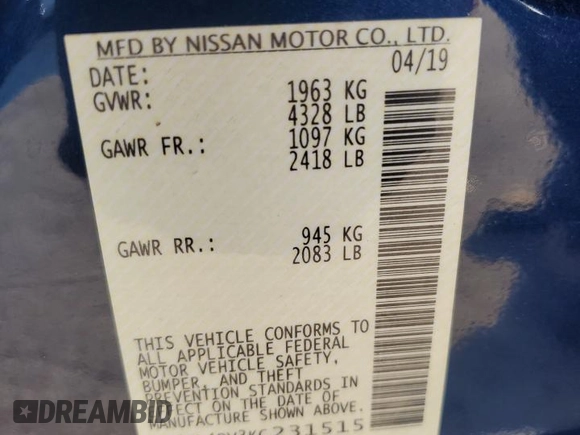 MFD BY NISSAN MOTOR CO., LTD.
DATE: 04/19
GVWR: 1963 KG
4328 LB
GAWR FR.: 1097 KG
2418 LB
GAWR RR.: 945 KG
2083 LB
THIS VEHICLE CONFORMS TO
ALL APPLICABLE FEDERAL
MOTOR VEHICLE SAFETY,
BUMPER, AND THEFT
PREVENTION STANDARDS IN
EFFECT ON THE DATE OF
MANUFACTURE SHOWN ABOVE.
231515
DREAMBID